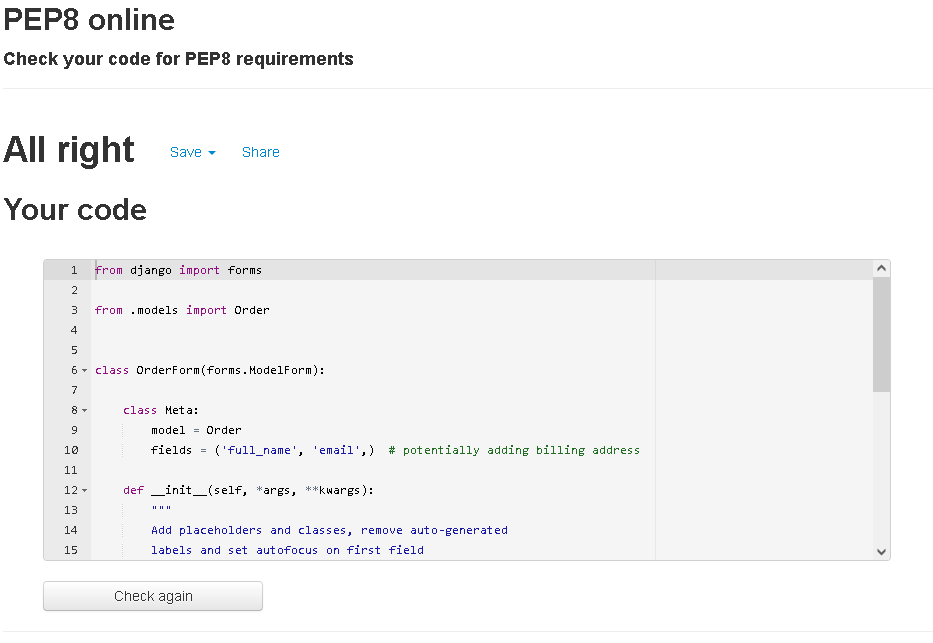 PEP8 online
Check your code for PEP8 requirements
All right Save Share
Your code
1 from django import forms
2
3 from .models import Order
4
5
6 class OrderForm(forms.ModelForm):
7
8     class Meta:
9         model = Order
10         fields = ('full_name', 'email',)  # potentially adding billing address
11
12     def __init__(self, *args, **kwargs):
13         """
14         Add placeholders and classes, remove auto-generated
15         labels and set autofocus on first field
Check again